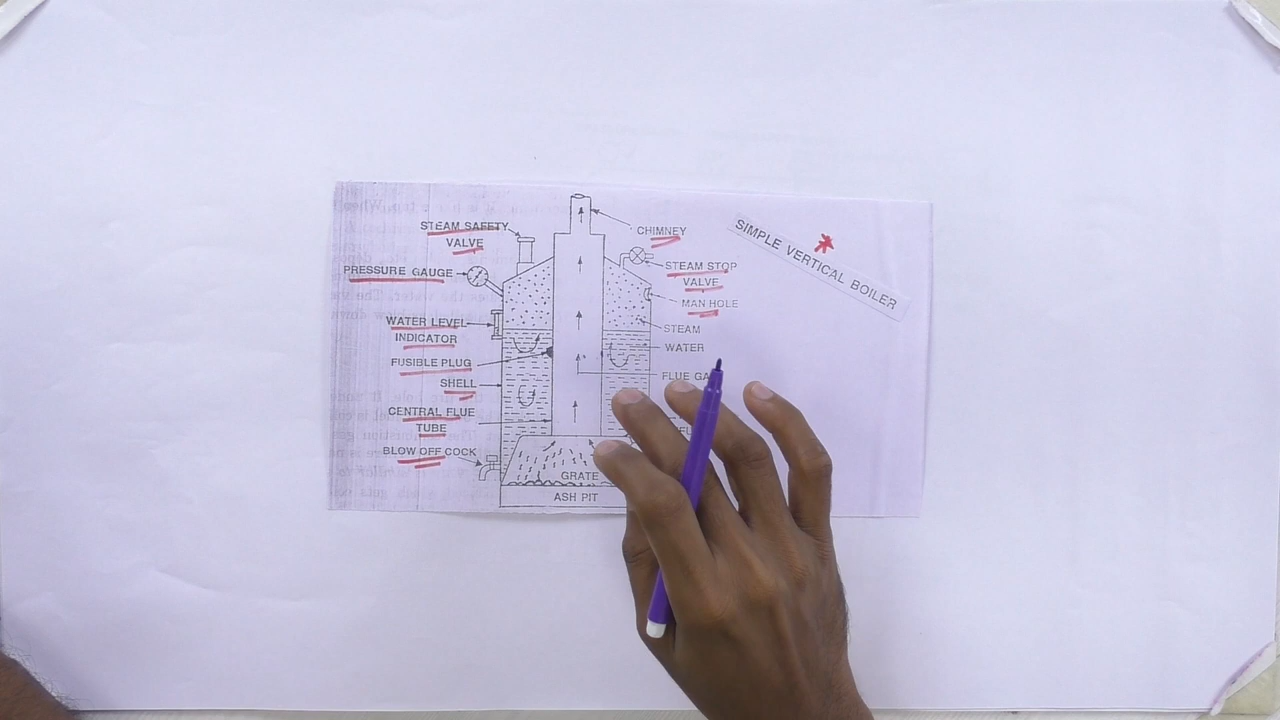 STEAM SAFETY
VALVE
PRESSURE GAUGE
WATER LEVEL
INDICATOR
FUSIBLE PLUG
SHELL
CENTRAL FLUE
TUBE
BLOW OFF COCK
CHIMNEY
STEAM STOP
VALVE
MAN HOLE
STEAM
WATER
FLUE
GRATE
ASH PIT
SIMPLE VERTICAL BOILER